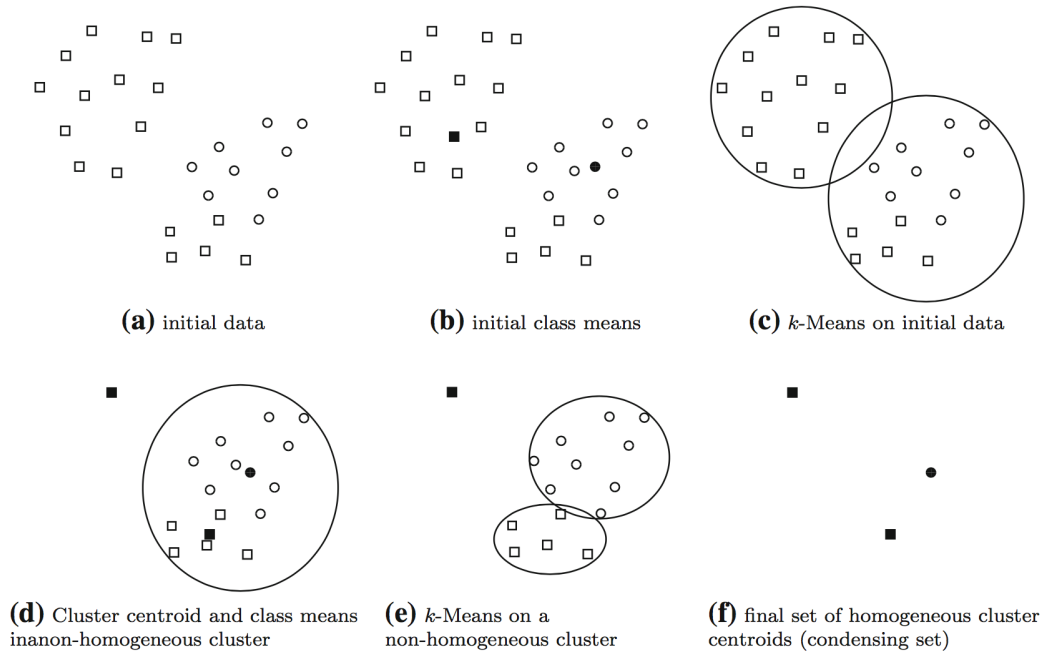 (a) initial data
(b) initial class means
(c) k-Means on initial data
(d) Cluster centroid and class means
inanon-homogeneous cluster
(e) k-Means on a
non-homogeneous cluster
(f) final set of homogeneous cluster
centroids (condensing set)